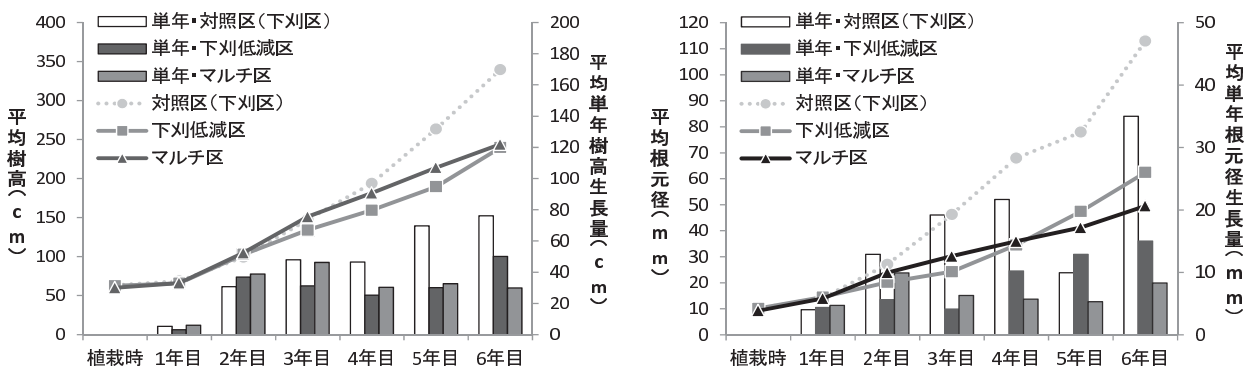 平均樹高(cm)
400
350
300
250
200
150
100
50
0
単年・対照区(下刈区)
単年・下刈低減区
単年・マルチ区
対照区(下刈区)
下刈低減区
マルチ区
200
180
160
140
120
100
80
60
40
20
0
平均単年樹高生長量(cm)
植栽時 1年目 2年目 3年目 4年目 5年目 6年目
平均根元径(mm)
120
110
100
90
80
70
60
50
40
30
20
10
0
単年・対照区(下刈区)
単年・下刈低減区
単年・マルチ区
対照区(下刈区)
下刈低減区
マルチ区
50
40
30
20
10
0
平均単年根元径生長量(mm)
植栽時 1年目 2年目 3年目 4年目 5年目 6年目